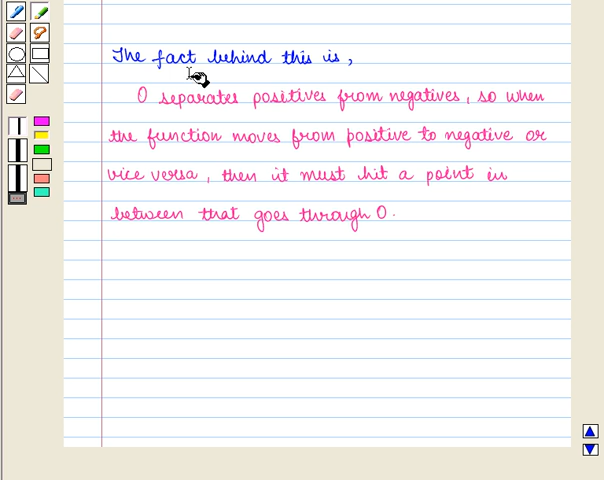 The fact behind this is,
0 separates positives from negatives, so when
the function moves from positive to negative or
vice versa, then it must hit a point in
between that goes through 0.